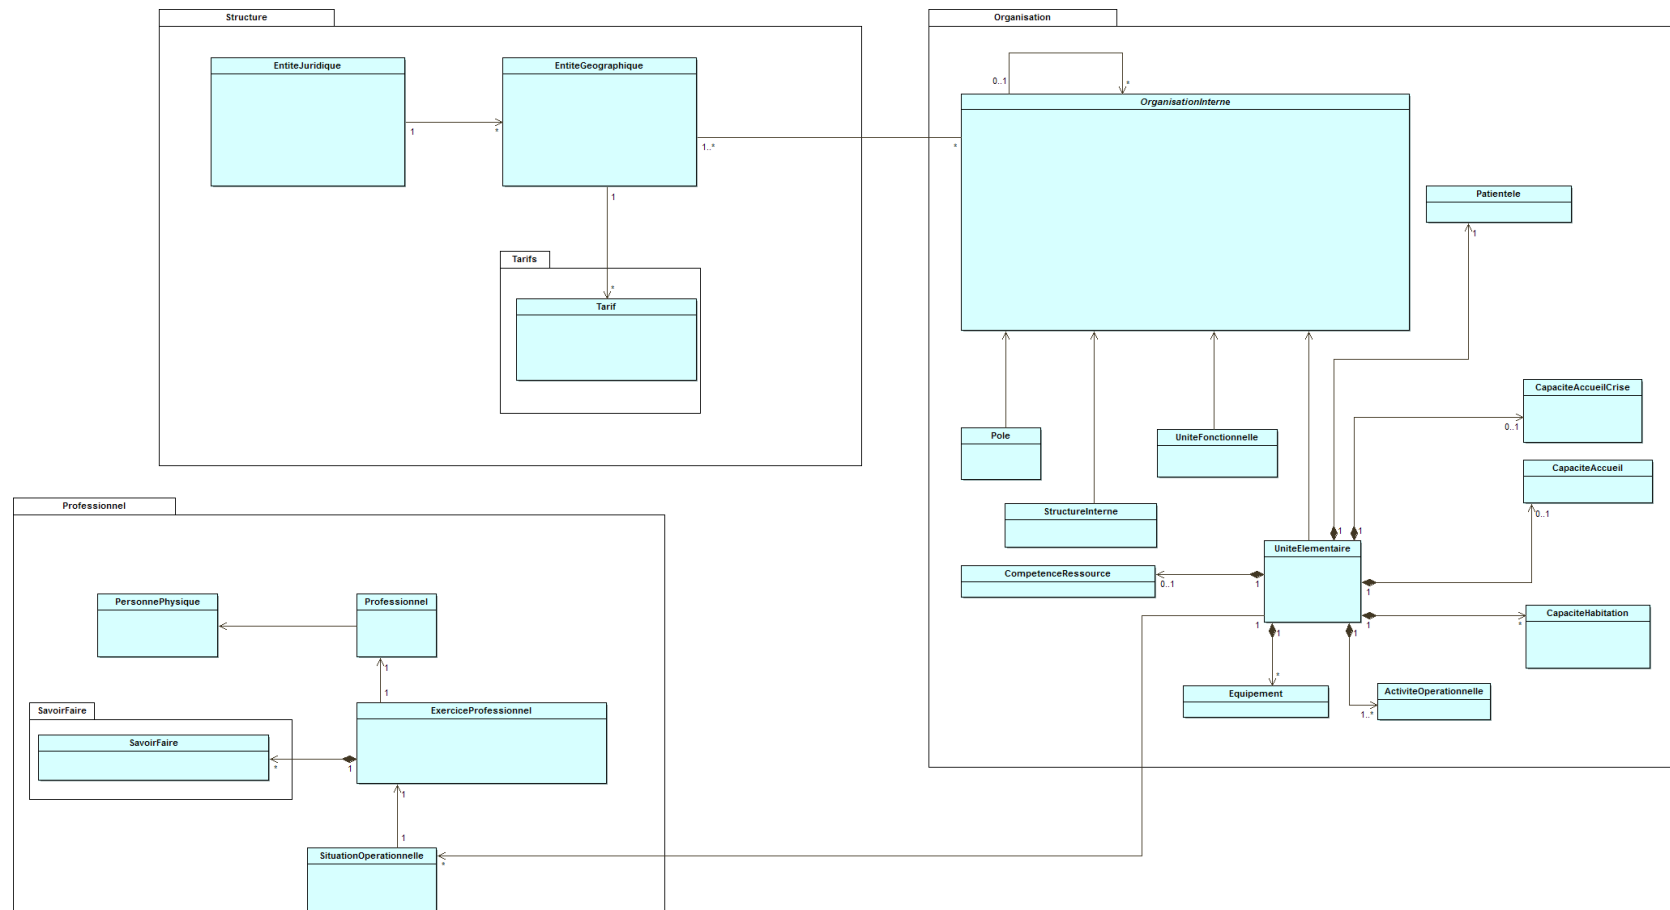 Structure
Organisation
EntiteJuridique
EntiteGeographique
1
*
1
*
Tarifs
Tarif
1..*
*
0..1
*
OrganisationInterne
Patientele
1
Pole
UniteFonctionnelle
StructureInterne
CapaciteAccueilCrise
0..1
CapaciteAccueil
0..1
1
1
UniteElementaire
CompetenceRessource
0..1
1
1
CapaciteHabitation
1
*
1
1
1
*
Equipement
ActiviteOperationnelle
1..*
Professionnel
PersonnePhysique
Professionnel
1
1
SavoirFaire
SavoirFaire
ExerciceProfessionnel
*
1
1
1
SituationOperationnelle
*